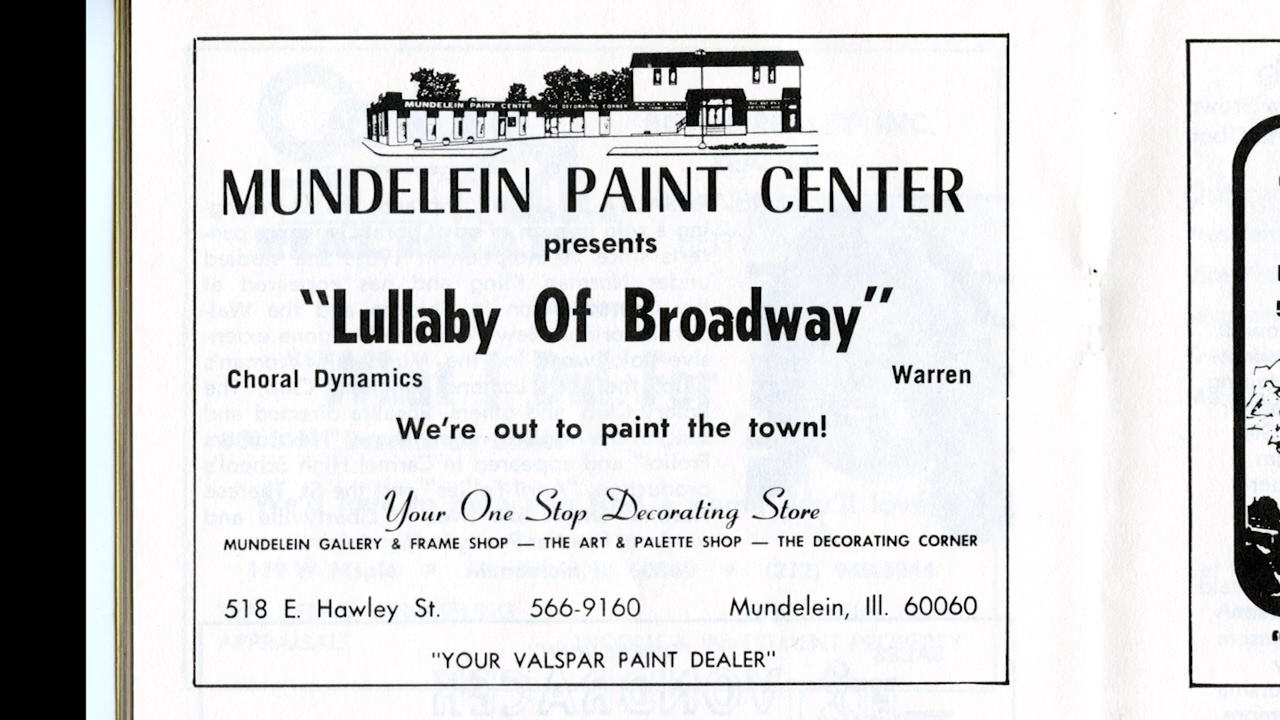 MUNDELEIN PAINT CENTER THE DECORATING CORNER
MUNDELEIN PAINT CENTER
presents
"Lullaby Of Broadway"
Choral Dynamics Warren
We're out to paint the town!
Your One Stop Decorating Store
MUNDELEIN GALLERY & FRAME SHOP — THE ART & PALETTE SHOP — THE DECORATING CORNER
518 E. Hawley St. 566-9160 Mundelein, Ill. 60060
"YOUR VALSPAR PAINT DEALER"